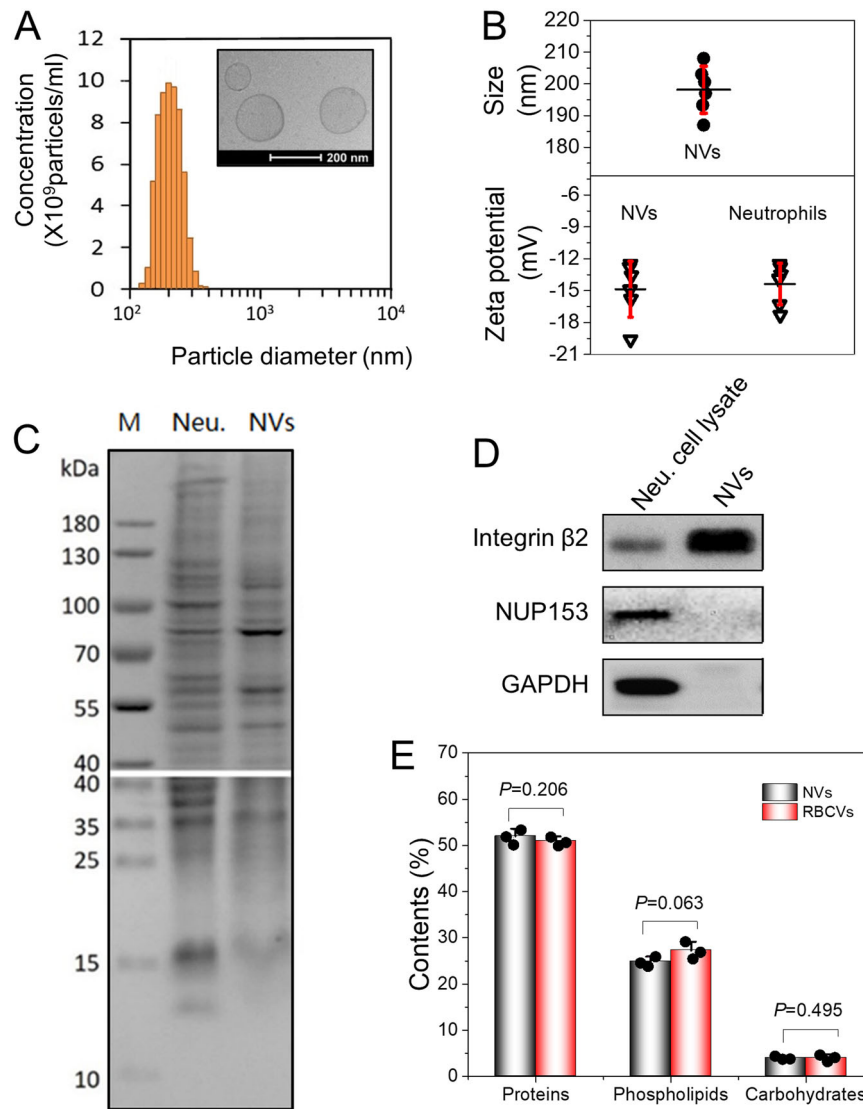 A
Concentration
(X10⁹particels/ml)
12
10
8
6
4
2
0
200 nm
10²
10³
10⁴
Particle diameter (nm)
B
Size
(nm)
220
210
200
190
180
220
NVs
Zeta potential
(mV)
-6
-9
-12
-15
-18
-21
NVs
Neutrophils
C
M Neu. NVs
kDa
180
130
100
70
55
40
40
35
25
15
10
D
Neu. cell lysate
NVs
Integrin β2
NUP153
GAPDH
E
Contents (%)
70
60
50
40
30
20
10
0
NVs
RBCVs
P=0.206
P=0.063
P=0.495
Proteins Phospholipids Carbohydrates